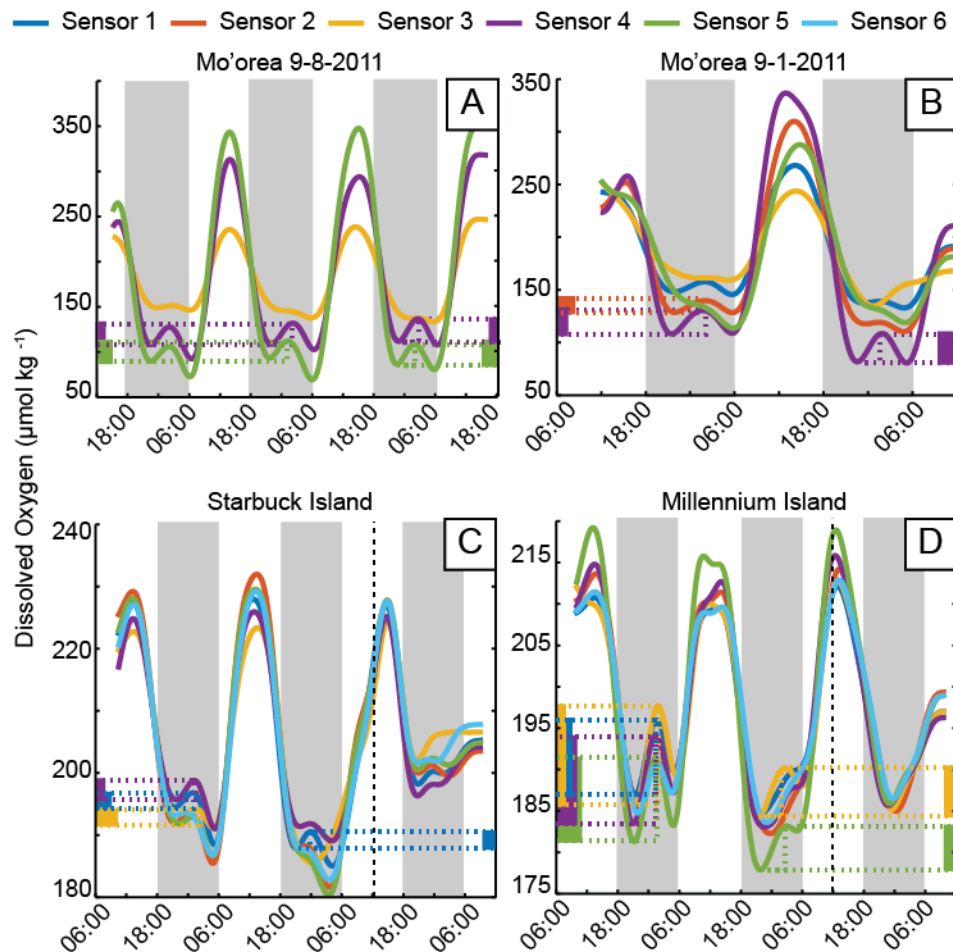 Sensor 1 Sensor 2 Sensor 3 Sensor 4 Sensor 5 Sensor 6
Mo'orea 9-8-2011 Mo'orea 9-1-2011
A B
350 350
250 250
150 150
50 50
18:00 06:00 18:00 06:00 18:00 06:00 18:00 06:00 18:00 06:00 18:00 06:00
Dissolved Oxygen (µmol kg⁻¹)
Starbuck Island Millennium Island
C D
240 215
220 205
200 195
185
180 175
06:00 18:00 06:00 18:00 06:00 18:00 06:00 06:00 18:00 06:00 18:00 06:00 18:00 06:00